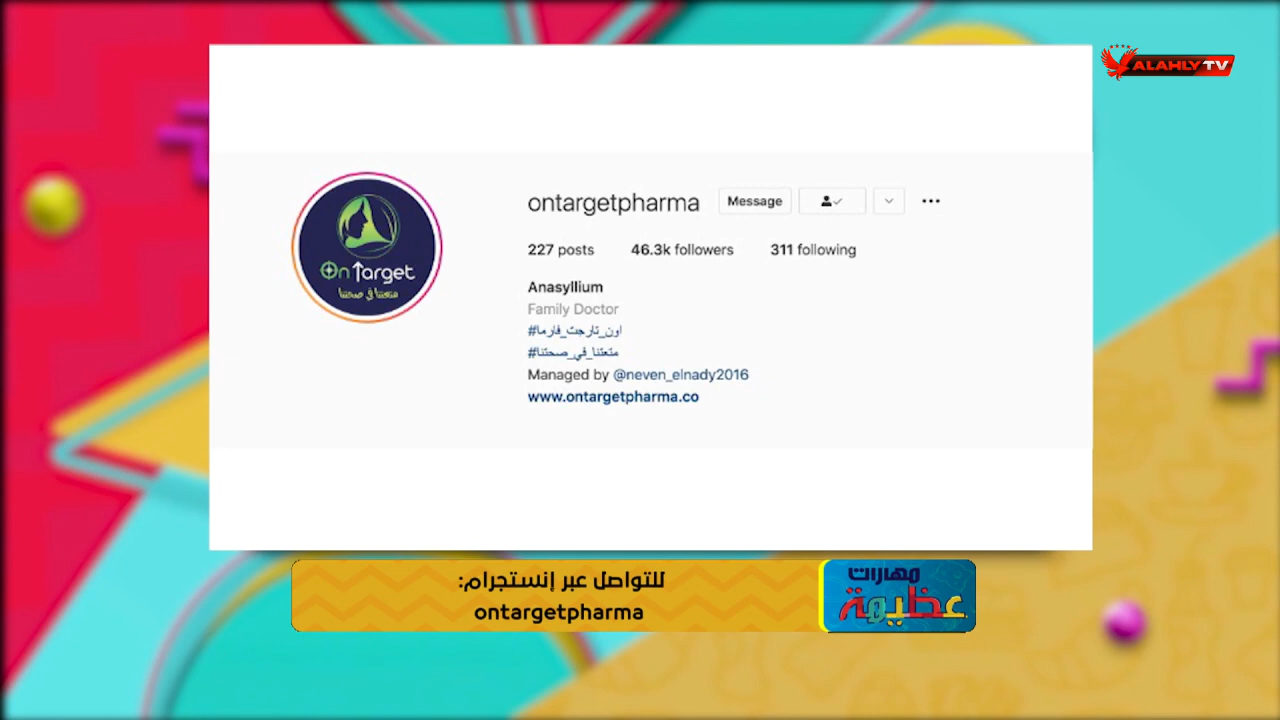 ALAHLY TV
ontargetpharma Message
227 posts 46.3k followers 311 following
Anasyllium
Family Doctor
#اون_تارجت_فارما
#متعتنا_في_صحتنا
Managed by @neven_elnady2016
www.ontargetpharma.co
On Target
متعتنا في صحتنا
للتواصل عبر إنستجرام:
ontargetpharma
مهارات
عظيمة